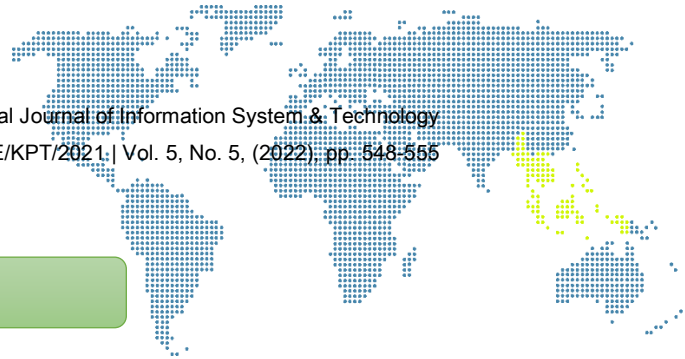 al Journal of Information System & Technology
E/KPT/2021 | Vol. 5, No. 5, (2022), pp. 548-555